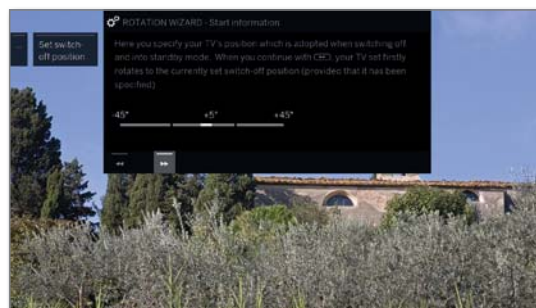 ROTATION WIZARD - Start information
Set switch-
off position
Here you specify your TV's position which is adopted when switching off
and into standby mode. When you continue with OK, your TV set firstly
rotates to the currently set switch-off position (provided that it has been
specified)
-45° +5° +45°